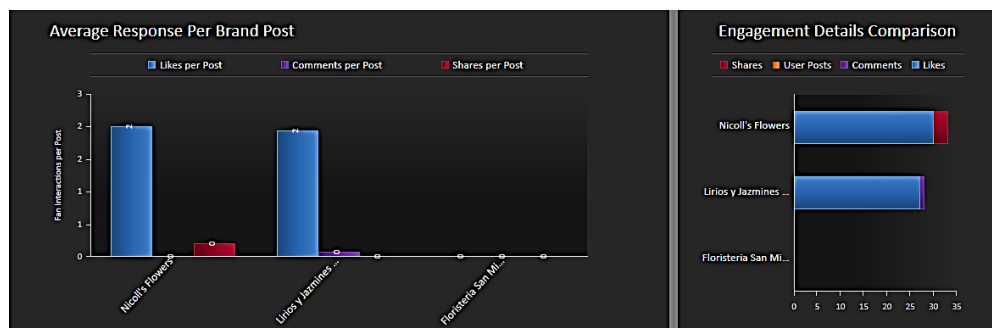 Average Response Per Brand Post
Likes per Post Comments per Post Shares per Post
Fan Interactions per Post
3
2
2
1
1
0
2 0 0
2 0 0
0 0 0
Nicoll's Flowers
Lirios y Jazmines ...
Floristeria San Mi...
Engagement Details Comparison
Shares User Posts Comments Likes
Nicoll's Flowers
Lirios y Jazmines ...
Floristeria San Mi...
0 5 10 15 20 25 30 35